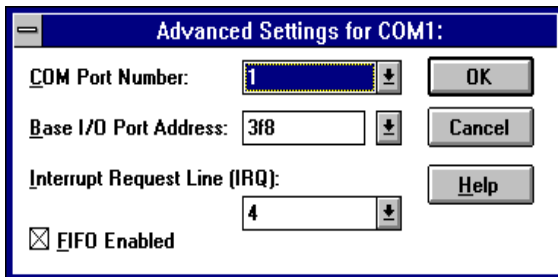 Advanced Settings for COM1:
COM Port Number: 1 OK
Base I/O Port Address: 3f8 Cancel
Interrupt Request Line (IRQ): Help
4
FIFO Enabled